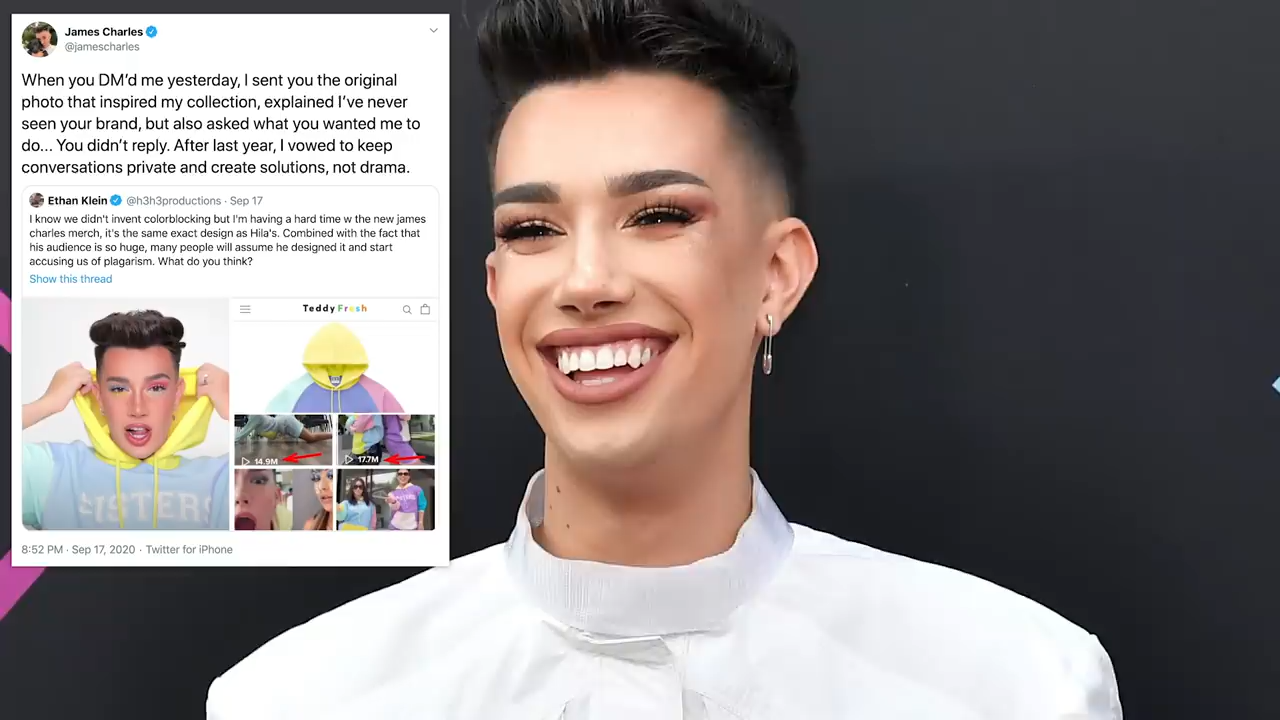 James Charles
@jamescharles
When you DM'd me yesterday, I sent you the original
photo that inspired my collection, explained I've never
seen your brand, but also asked what you wanted me to
do... You didn't reply. After last year, I vowed to keep
conversations private and create solutions, not drama.
Ethan Klein @h3h3productions · Sep 17
I know we didn't invent colorblocking but I'm having a hard time w the new james
charles merch, it's the same exact design as Hila's. Combined with the fact that
his audience is so huge, many people will assume he designed it and start
accusing us of plagarism. What do you think?
Show this thread
Teddy Fresh
14.9M
17.7M
SISTERS
8:52 PM · Sep 17, 2020 · Twitter for iPhone